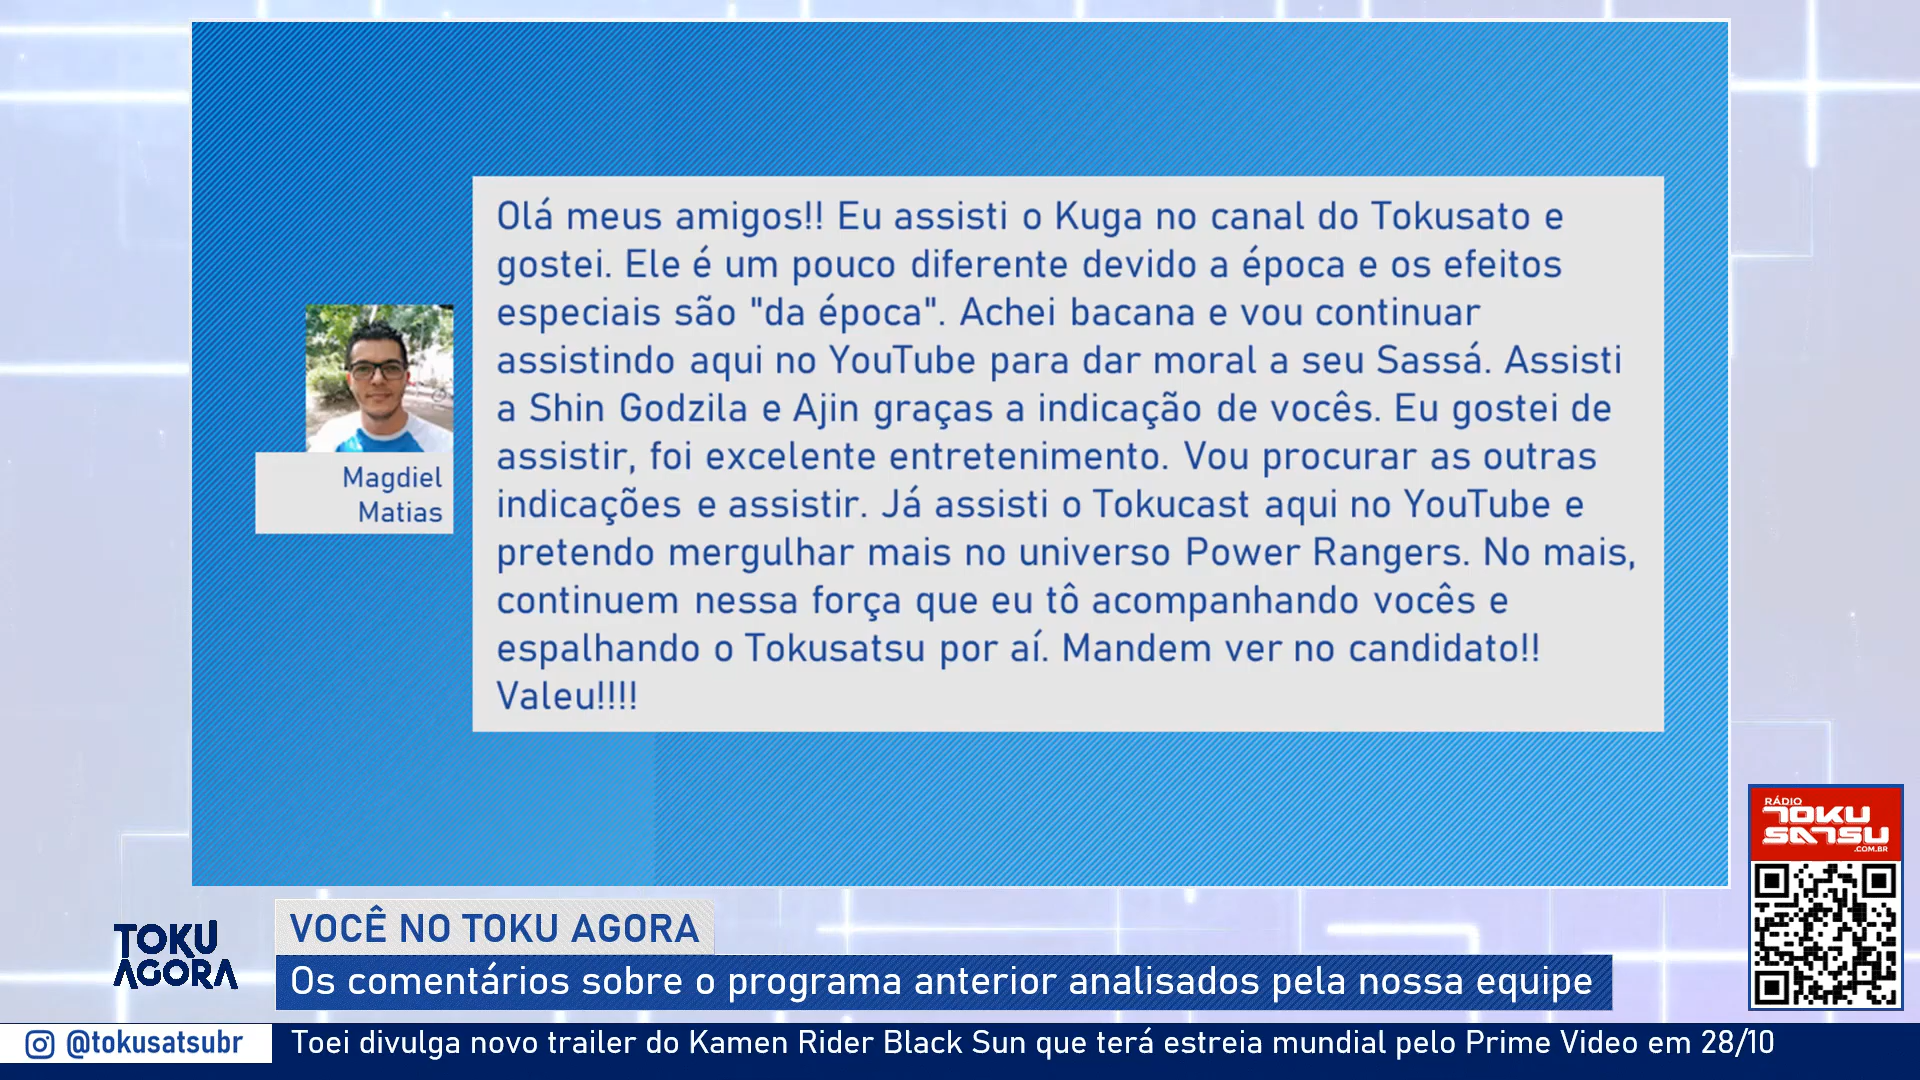 Olá meus amigos!! Eu assisti o Kuga no canal do Tokusato e
gostei. Ele é um pouco diferente devido a época e os efeitos
especiais são "da época". Achei bacana e vou continuar
assistindo aqui no YouTube para dar moral a seu Sassá. Assisti
a Shin Godzila e Ajin graças a indicação de vocês. Eu gostei de
assistir, foi excelente entretenimento. Vou procurar as outras
indicações e assistir. Já assisti o Tokucast aqui no YouTube e
pretendo mergulhar mais no universo Power Rangers. No mais,
continuem nessa força que eu tô acompanhando vocês e
espalhando o Tokusatsu por aí. Mandem ver no candidato!!
Valeu!!!!
Magdiel
Matias
RÁDIO
TOKU
SATSU
.COM.BR
TOKU
AGORA
VOCÊ NO TOKU AGORA
Os comentários sobre o programa anterior analisados pela nossa equipe
@tokusatsubr
Toei divulga novo trailer do Kamen Rider Black Sun que terá estreia mundial pelo Prime Video em 28/10